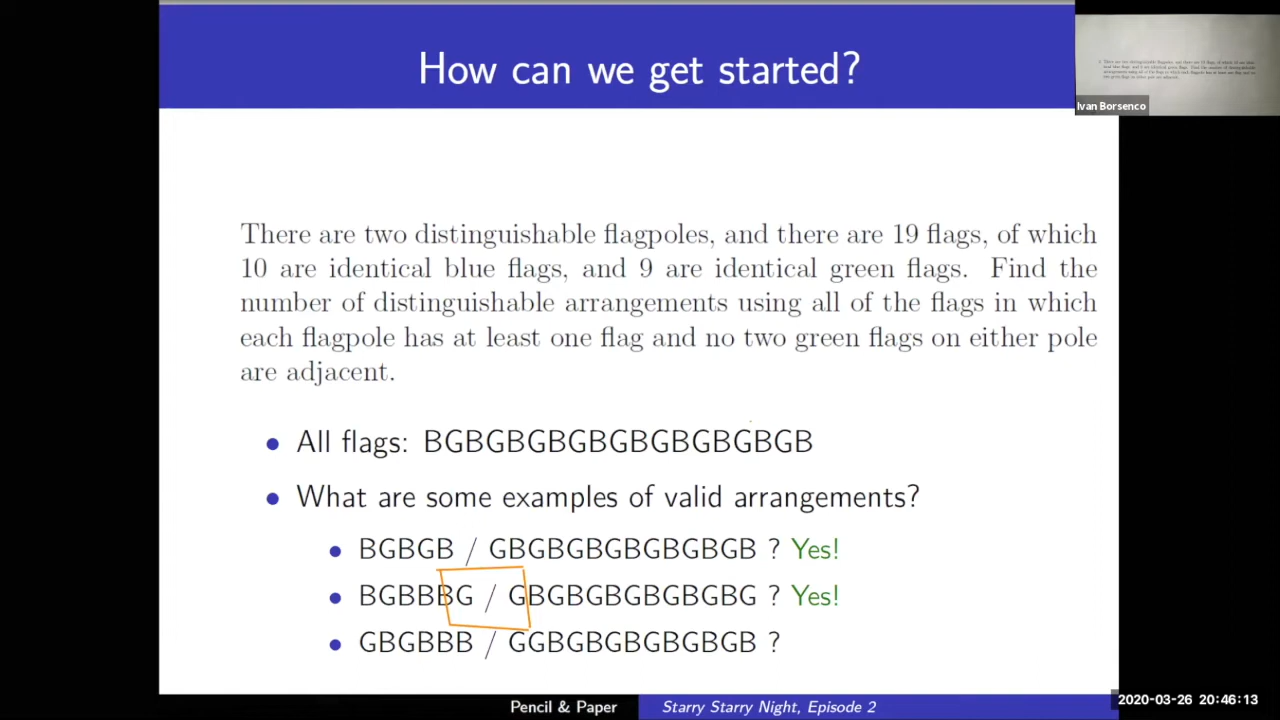 How can we get started?
Ivan Borsenco
There are two distinguishable flagpoles, and there are 19 flags, of which
10 are identical blue flags, and 9 are identical green flags. Find the
number of distinguishable arrangements using all of the flags in which
each flagpole has at least one flag and no two green flags on either pole
are adjacent.
• All flags: BGBGBGBGBGBGBGBGBGB
• What are some examples of valid arrangements?
• BGBGB / GBGBGBGBGBGBGB ? Yes!
• BGBBBG / GBGBGBGBGBGBG ? Yes!
• GBGBBB / GGBGBGBGBGBGB ?
Pencil & Paper
Starry Starry Night, Episode 2
2020-03-26 20:46:13